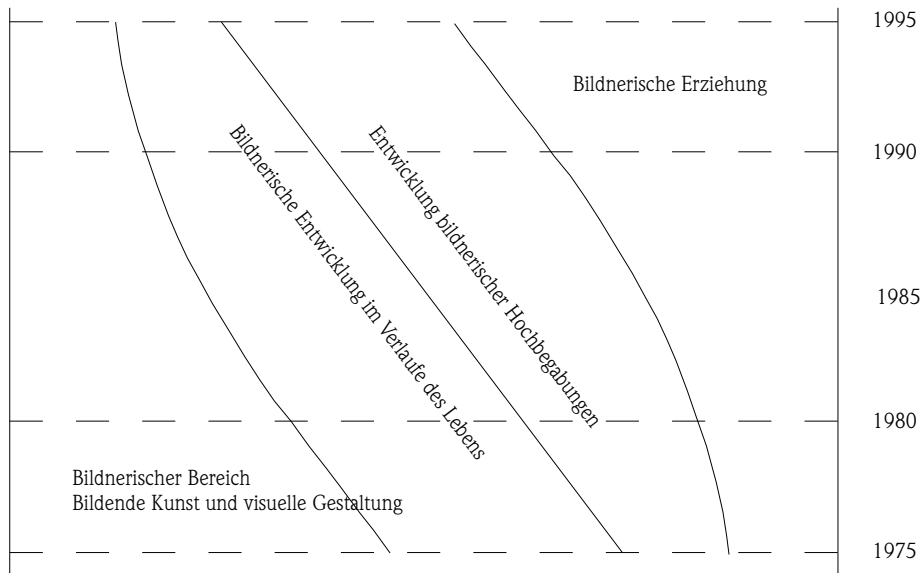 1995
Bildnerische Erziehung
Entwicklung bildnerischer Hochbegabungen
Bildnerische Entwicklung im Verlaufe des Lebens
1990
1985
1980
Bildnerischer Bereich
Bildende Kunst und visuelle Gestaltung
1975